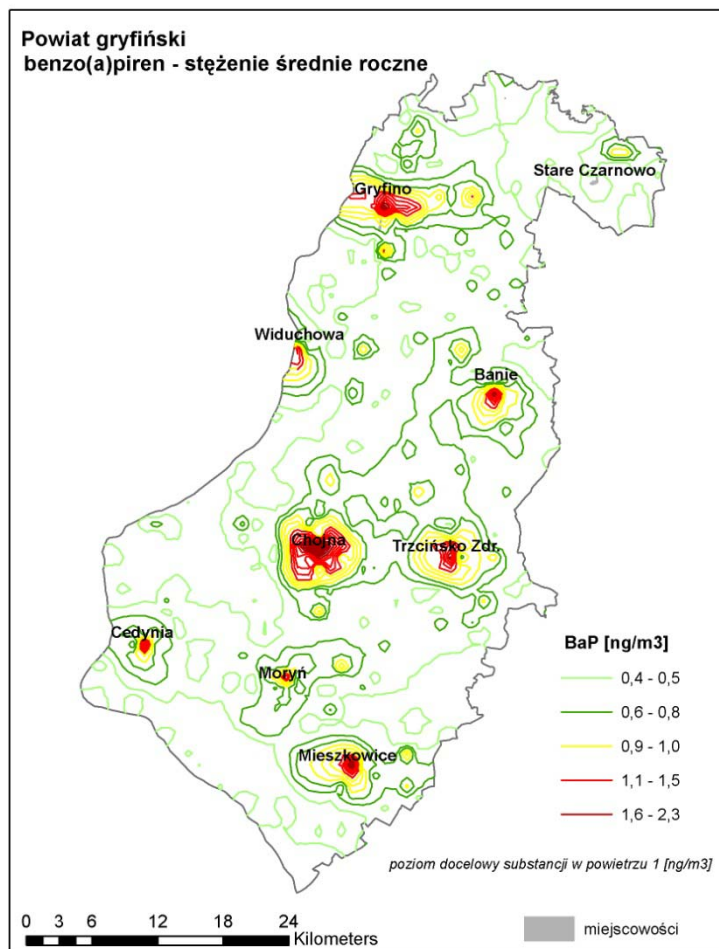 Powiat gryfiński
benzo(a)piren - stężenie średnie roczne
Stare Czarnowo
Gryfino
Widuchowa
Banie
Chojna
Trzcińsko Zdr.
Cedynia
Moryń
Mieszkowice
BaP [ng/m3]
0,4 - 0,5
0,6 - 0,8
0,9 - 1,0
1,1 - 1,5
1,6 - 2,3
poziom docelowy substancji w powietrzu 1 [ng/m3]
0 3 6 12 18 24
Kilometers
miejscowości